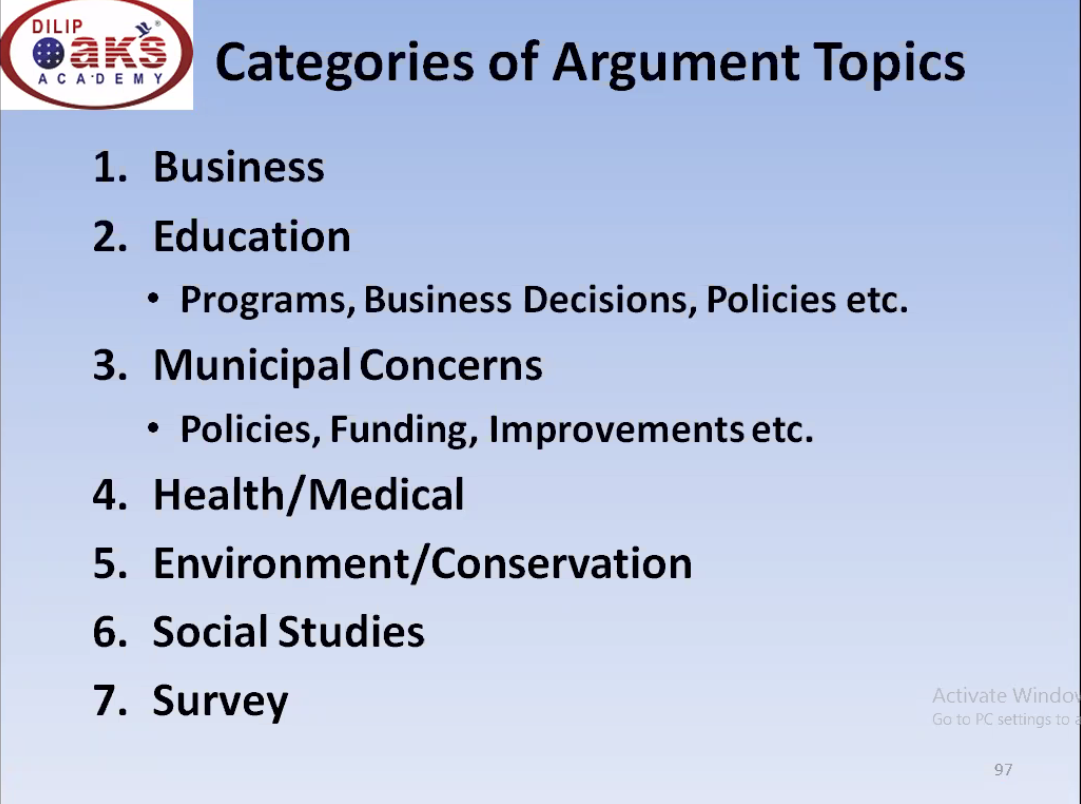 DILIP
Oak's
ACADEMY
Categories of Argument Topics
1. Business
2. Education
• Programs, Business Decisions, Policies etc.
3. Municipal Concerns
• Policies, Funding, Improvements etc.
4. Health/Medical
5. Environment/Conservation
6. Social Studies
7. Survey
Activate Window
Go to PC settings to a
97